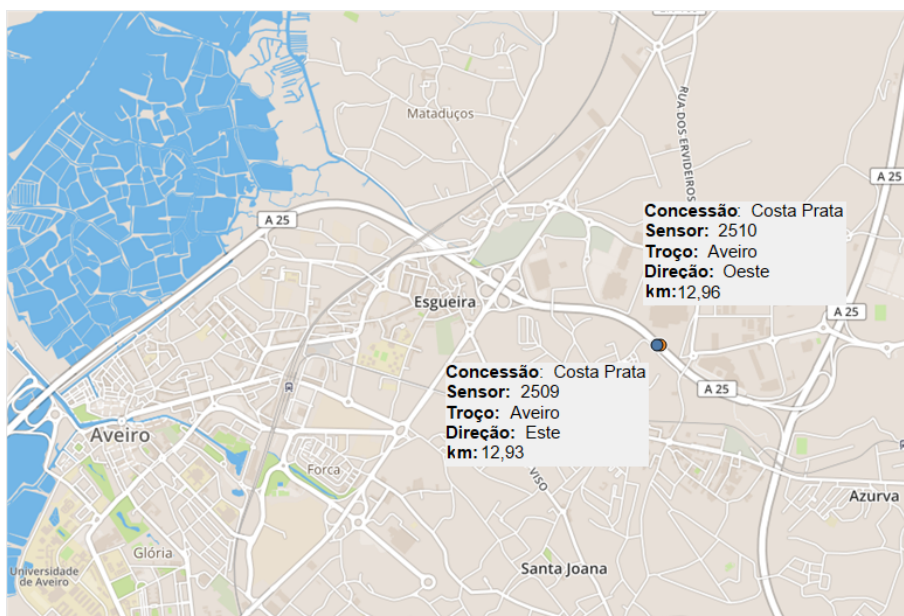 Mataduços
RUA DOS ERVIDEIROS
A 25
A 25
Concessão: Costa Prata
Sensor: 2510
Troço: Aveiro
Direção: Oeste
km:12,96
Esgueira
A 25
A 25
Concessão: Costa Prata
Sensor: 2509
Troço: Aveiro
Direção: Este
km:12,93
Aveiro
Forca
VISO
Azurva
Glória
Universidade
de Aveiro
Santa Joana